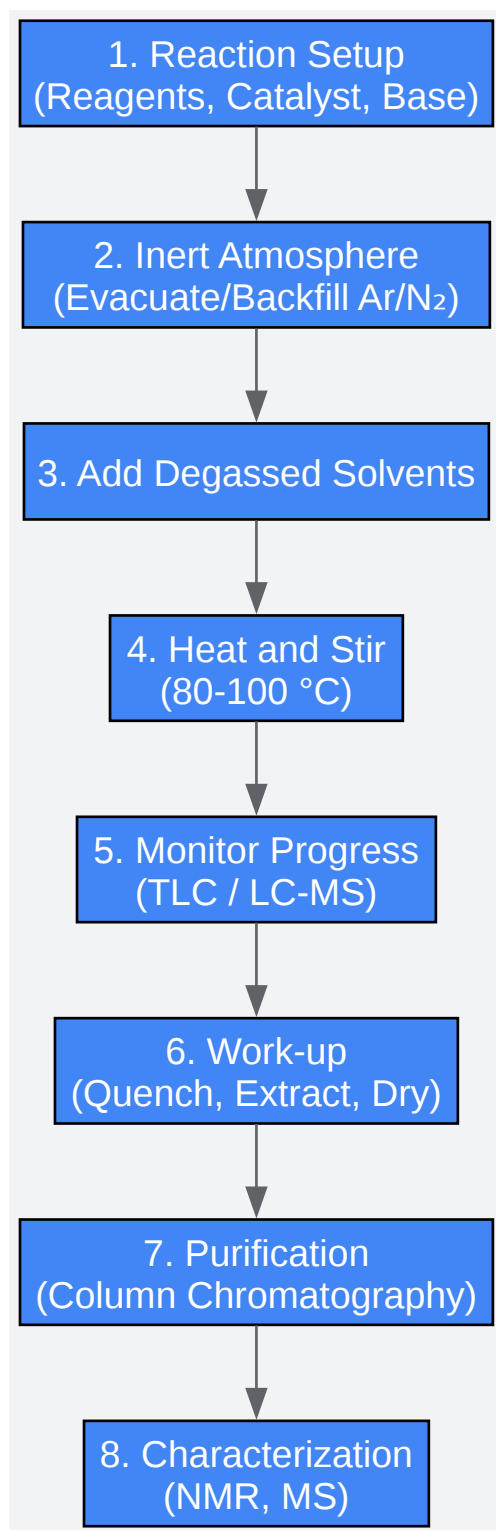 1. Reaction Setup
(Reagents, Catalyst, Base)
2. Inert Atmosphere
(Evacuate/Backfill Ar/N₂)
3. Add Degassed Solvents
4. Heat and Stir
(80-100 °C)
5. Monitor Progress
(TLC / LC-MS)
6. Work-up
(Quench, Extract, Dry)
7. Purification
(Column Chromatography)
8. Characterization
(NMR, MS)